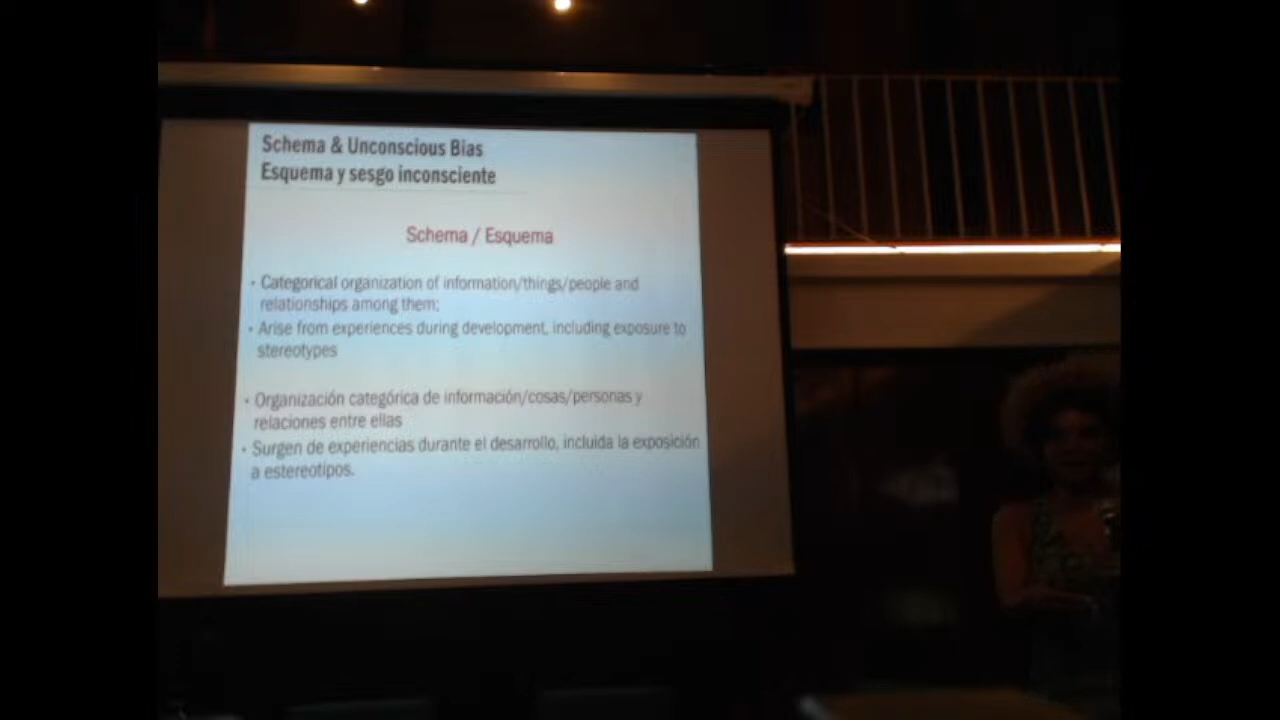 Schema & Unconscious Bias
Esquema y sesgo inconsciente
Schema / Esquema
• Categorical organization of information/things/people and
relationships among them;
• Arise from experiences during development, including exposure to
stereotypes
• Organización categórica de información/cosas/personas y
relaciones entre ellas
• Surgen de experiencias durante el desarrollo, incluida la exposición
a estereotipos.